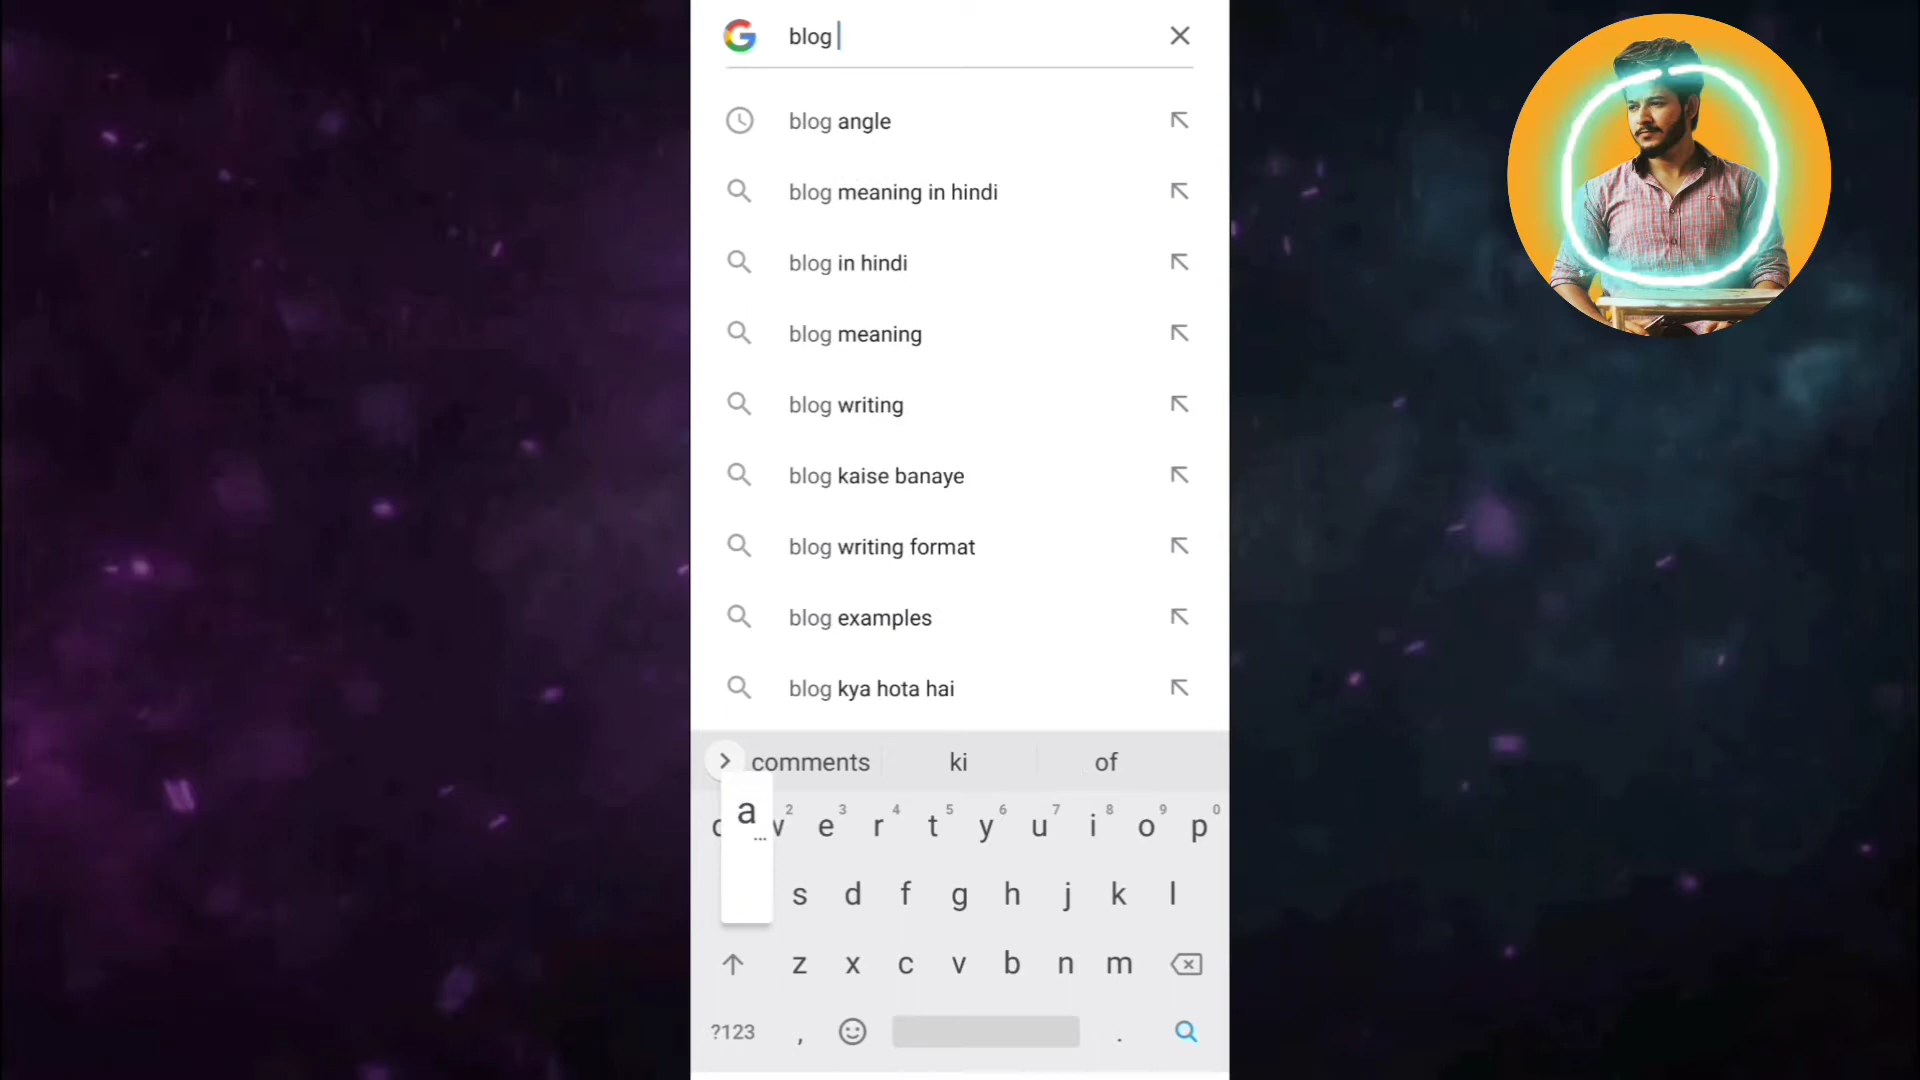 blog
blog angle
blog meaning in hindi
blog in hindi
blog meaning
blog writing
blog kaise banaye
blog writing format
blog examples
blog kya hota hai
comments ki of
a
2 3 4 5 6 7 8 9 0
e r t y u i o p
s d f g h j k l
z x c v b n m
?123 , .